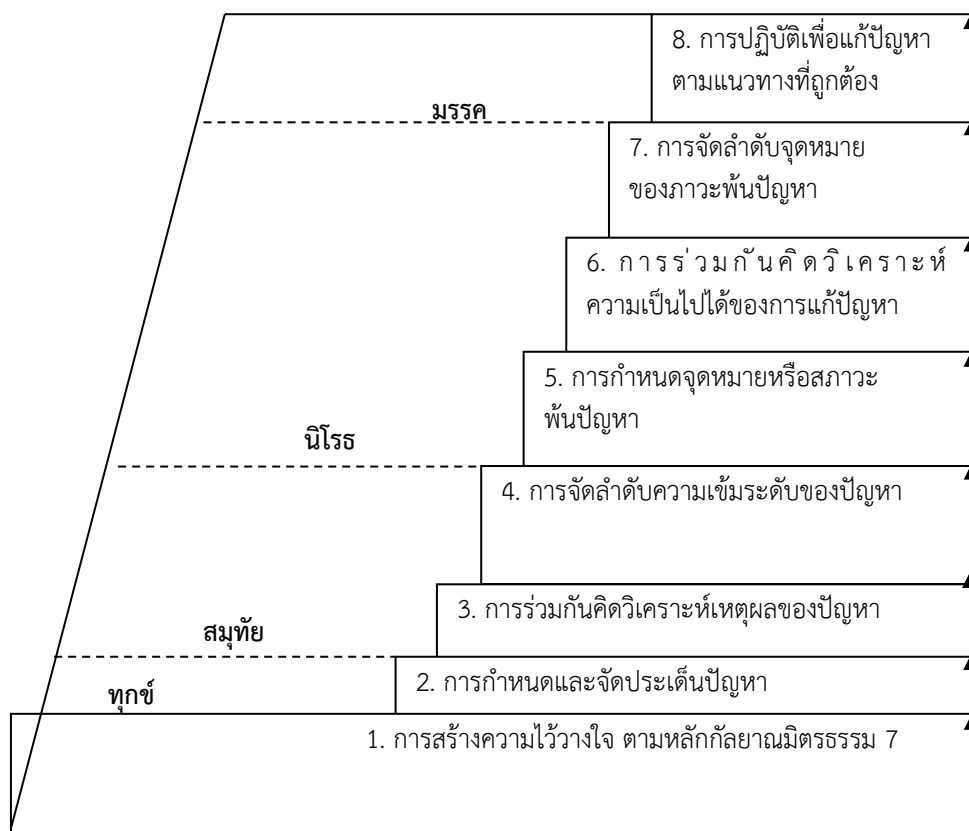 8. การปฏิบัติเพื่อแก้ปัญหา
ตามแนวทางที่ถูกต้อง
มรรค
7. การจัดลำดับจุดหมาย
ของภาวะพ้นปัญหา
6. การร่วมกันคิดวิเคราะห์
ความเป็นไปได้ของการแก้ปัญหา
5. การกำหนดจุดหมายหรือสภาวะ
พ้นปัญหา
นิโรธ
4. การจัดลำดับความเข้มระดับของปัญหา
3. การร่วมกันคิดวิเคราะห์เหตุผลของปัญหา
สมุทัย
2. การกำหนดและจัดประเด็นปัญหา
ทุกข์
1. การสร้างความไว้วางใจ ตามหลักกัลยาณมิตรธรรม 7